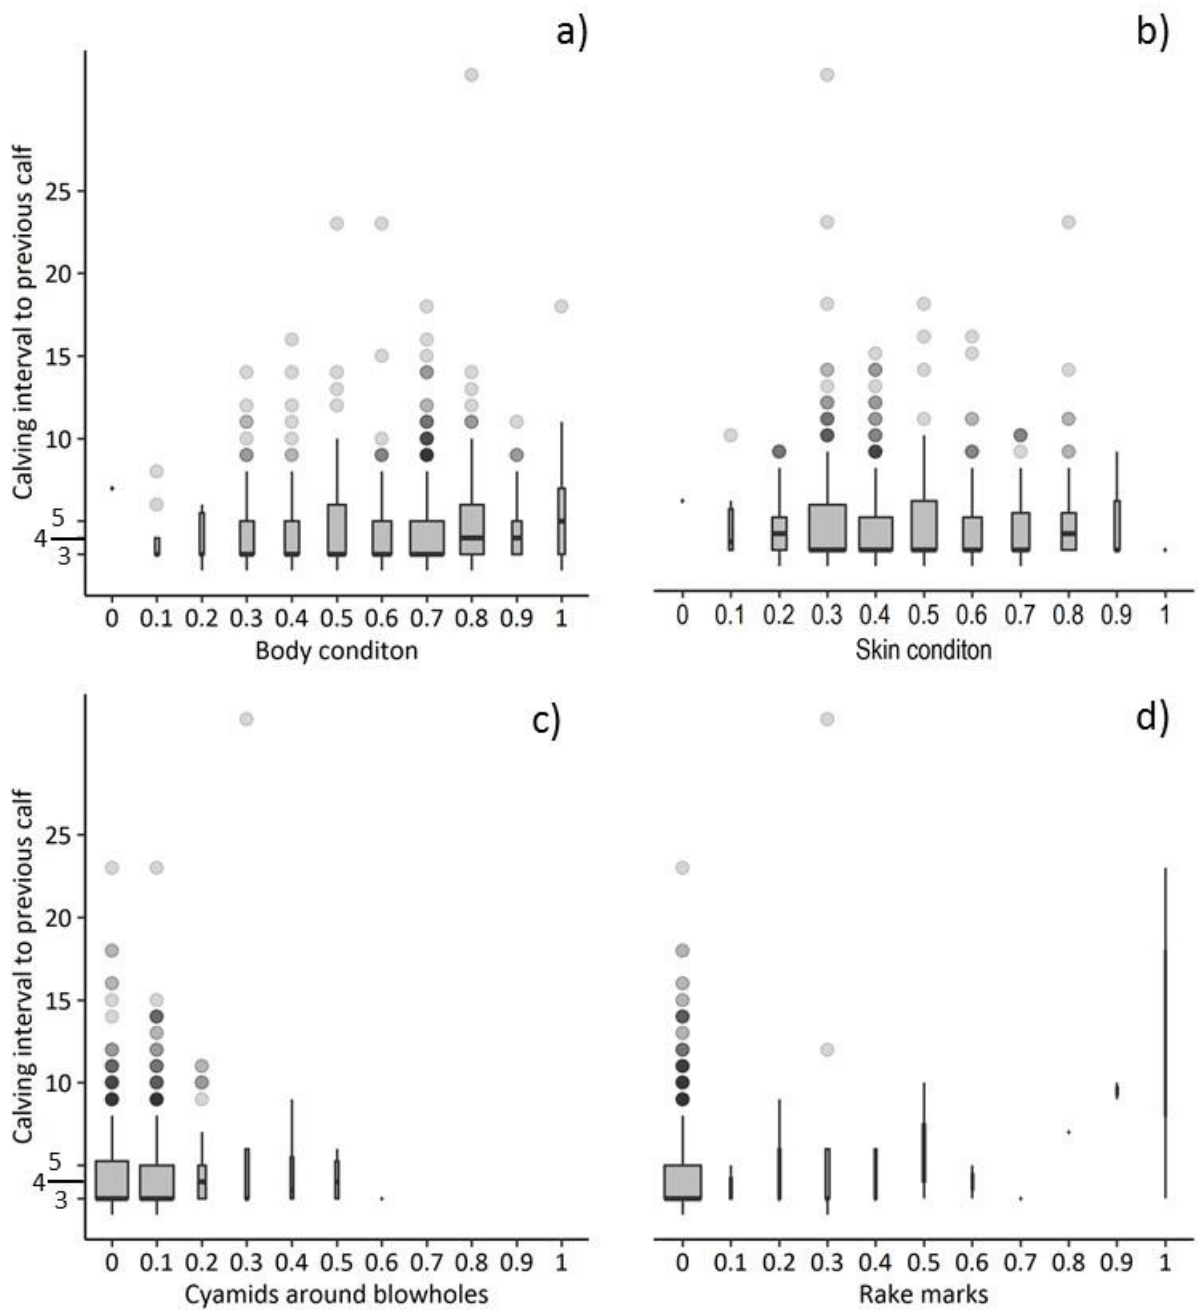 a)
Calving interval to previous calf
25
20
15
10
5
4
3
0 0.1 0.2 0.3 0.4 0.5 0.6 0.7 0.8 0.9 1
Body conditon
b)
0 0.1 0.2 0.3 0.4 0.5 0.6 0.7 0.8 0.9 1
Skin conditon
c)
Calving interval to previous calf
25
20
15
10
5
4
3
0 0.1 0.2 0.3 0.4 0.5 0.6 0.7 0.8 0.9 1
Cyamids around blowholes
d)
0 0.1 0.2 0.3 0.4 0.5 0.6 0.7 0.8 0.9 1
Rake marks